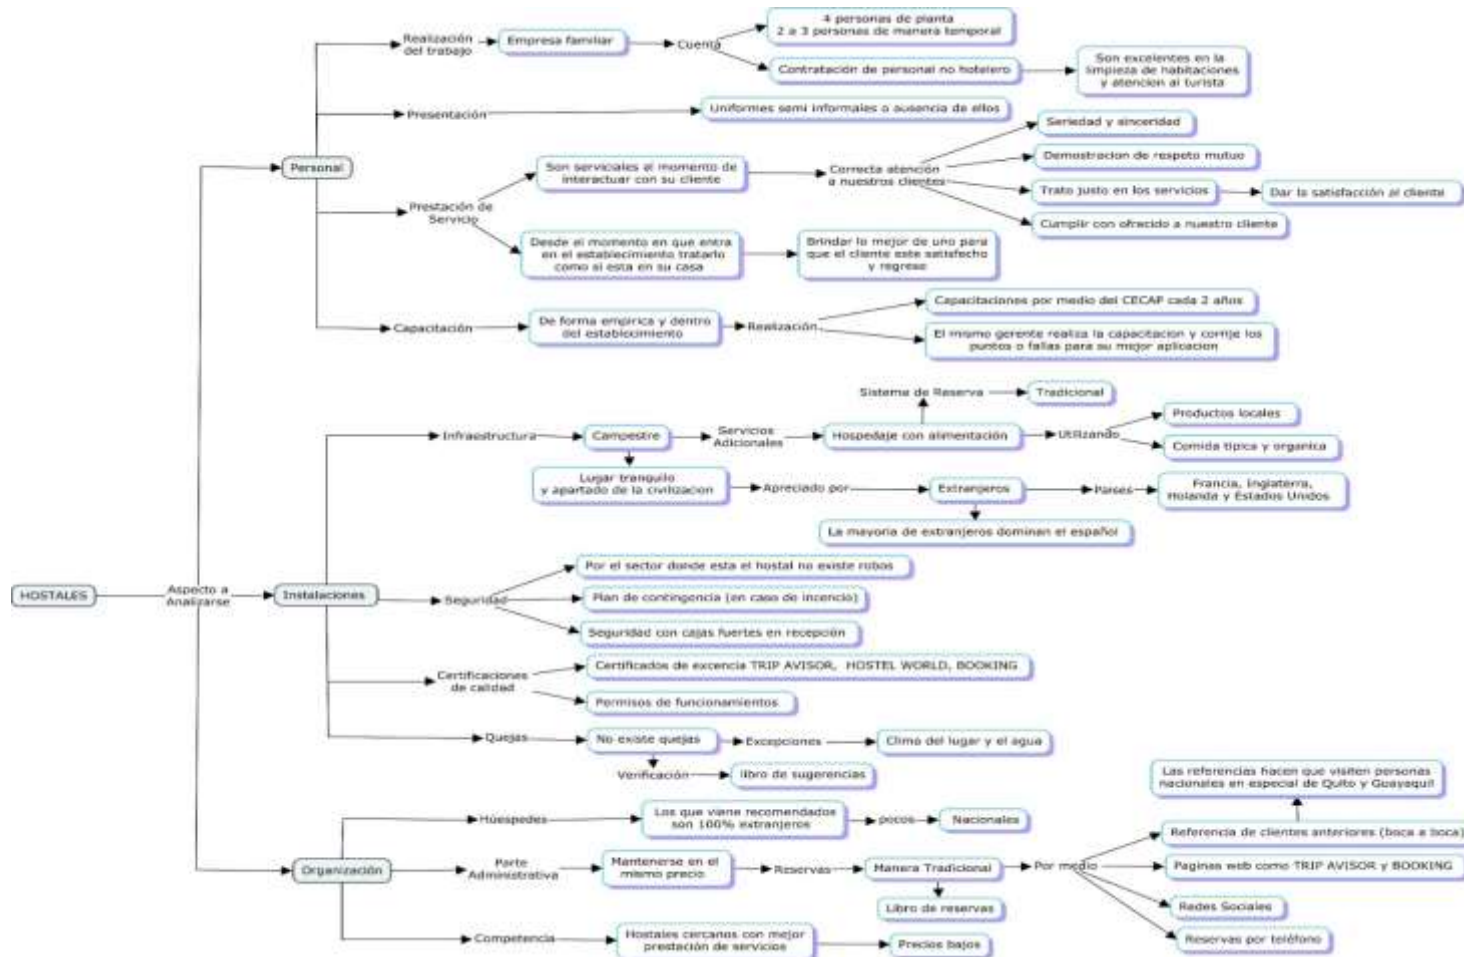 Realización
del trabajo
Empresa familiar
Cuenta
4 personas de planta
2 a 3 personas de manera temporal
Contratación de personal no hotelero
Son excelentes en la
limpieza de habitaciones
y atencion al turista
Presentación
Uniformes semi informales o ausencia de ellos
Personal
Prestación de
Servicio
Son serviciales al momento de
interactuar con su cliente
Correcta atención
a nuestros clientes
Seriedad y sinceridad
Demostracion de respeto mutuo
Trato justo en los servicios
Dar la satisfacción al cliente
Cumplir con ofrecido a nuestro cliente
Desde el momento en que entra
en el establecimiento tratarlo
como si esta en su casa
Brindar lo mejor de uno para
que el cliente este satisfecho
y regrese
Capacitación
De forma empirica y dentro
del establecimiento
Realización
Capacitaciones por medio del CECAP cada 2 años
El mismo gerente realiza la capacitacion y corrije los
puntos o fallas para su mejor aplicacion
HOSTALES
Aspecto a
Analizarse
Instalaciones
Infraestructura
Campestre
Servicios
Adicionales
Hospedaje con alimentación
Sistema de Reserva
Tradicional
Utilizando
Productos locales
Comida tipica y organica
Lugar tranquilo
y apartado de la civilizacion
Apreciado por
Extranjeros
Paises
Francia, Inglaterra,
Holanda y Estados Unidos
La mayoria de extranjeros dominan el español
Seguridad
Por el sector donde esta el hostal no existe robos
Plan de contingencia (en caso de incencio)
Seguridad con cajas fuertes en recepción
Certificaciones
de calidad
Certificados de excencia TRIP AVISOR, HOSTEL WORLD, BOOKING
Permisos de funcionamientos
Quejas
No existe quejas
Excepciones
Clima del lugar y el agua
Verificación
libro de sugerencias
Organización
Húespedes
Los que viene recomendados
son 100% extranjeros
pocos
Nacionales
Parte
Administrativa
Mantenerse en el
mismo precio
Reservas
Manera Tradicional
Libro de reservas
Por medio
Las referencias hacen que visiten personas
nacionales en especial de Quito y Guayaquil
Referencia de clientes anteriores (boca a boca)
Paginas web como TRIP AVISOR y BOOKING
Redes Sociales
Reservas por teléfono
Competencia
Hostales cercanos con mejor
prestación de servicios
Precios bajos